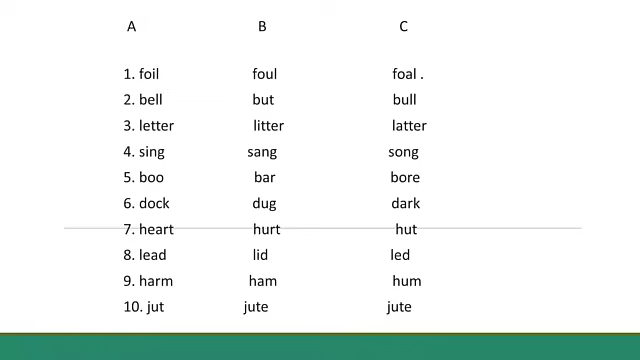 A B C
1. foil foul foal .
2. bell but bull
3. letter litter latter
4. sing sang song
5. boo bar bore
6. dock dug dark
7. heart hurt hut
8. lead lid led
9. harm ham hum
10. jut jute jute